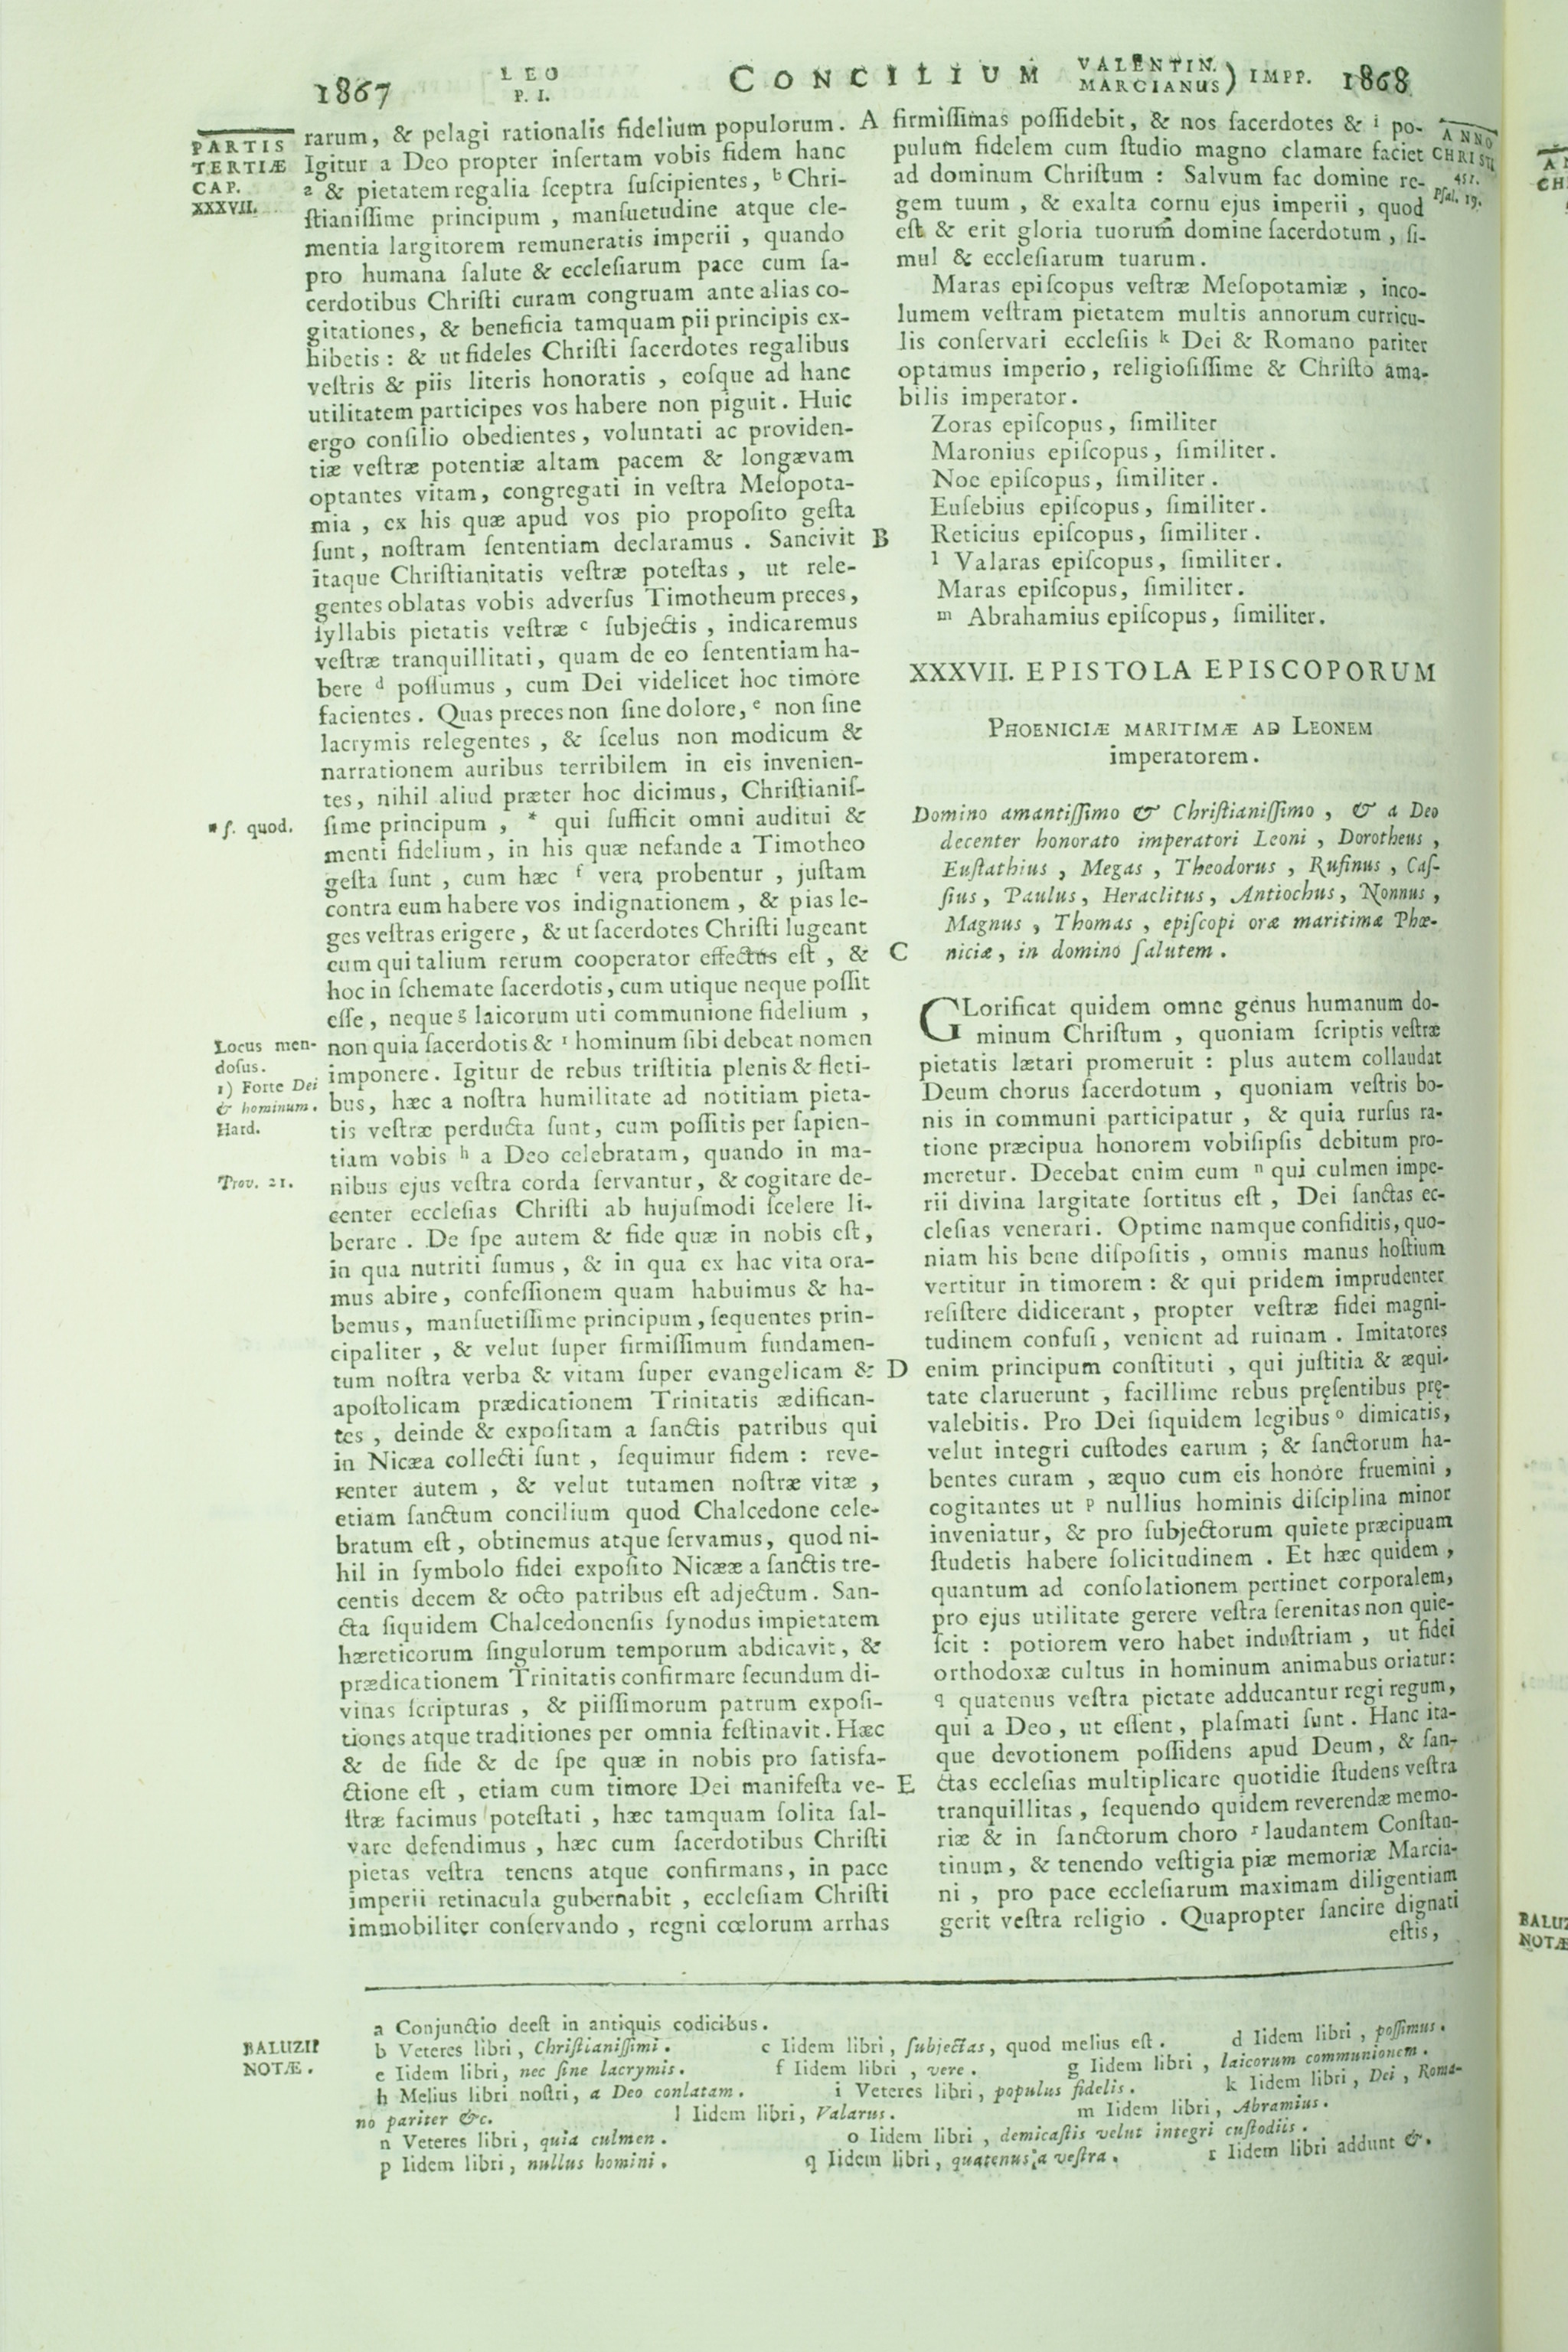 1867
LEO
P. I.
CONCILIUM
VALENTIN.
MARCIANUS) IMPP.
1868
PARTIS
TERTIÆ
CAP.
XXXVII.
rarum, & pelagi rationalis fidelium populorum.
Igitur a Deo propter inſertam vobis fidem hanc
a & pietatem regalia ſceptra ſuſcipientes, b Chri-
ſtianiſſime principum, manſuetudine atque cle-
mentia largitorem remuneratis imperii, quando
pro humana ſalute & eccleſiarum pace cum ſa-
cerdotibus Chriſti curam congruam ante alias co-
gitationes, & beneficia tamquam pii principis ex-
hibetis: & ut fideles Chriſti ſacerdotes regalibus
veſtris & piis literis honoratis, eoſque ad hanc
utilitatem participes vos habere non piguit. Huic
ergo conſilio obedientes, voluntati ac providen-
tiæ veſtræ potentiæ altam pacem & longævam
optantes vitam, congregati in veſtra Meſopota-
mia, ex his quæ apud vos pio propoſito geſta
ſunt, noſtram ſententiam declaramus. Sancivit
itaque Chriſtianitatis veſtræ poteſtas, ut rele-
gentes oblatas vobis adverſus Timotheum preces,
ſyllabis pietatis veſtræ c ſubjectis, indicaremus
veſtræ tranquillitati, quam de eo ſententiam ha-
bere d poſſumus, cum Dei videlicet hoc timore
facientes. Quas preces non ſine dolore, e non ſine
lacrymis relegentes, & ſcelus non modicum &
narrationem auribus terribilem in eis invenien-
tes, nihil aliud præter hoc dicimus, Chriſtianiſ-
* ſ. quod.
ſime principum, * qui ſufficit omni auditui &
menti fidelium, in his quæ nefande a Timotheo
geſta ſunt, cum hæc f vera probentur, juſtam
contra eum habere vos indignationem, & pias le-
ges veſtras erigere, & ut ſacerdotes Chriſti lugeant
eum qui talium rerum cooperator effectus eſt, &
hoc in ſchemate ſacerdotis, cum utique neque poſſit
eſſe, neque g laicorum uti communione fidelium,
Locus men-
doſus.
1) Forte Dei
& hominum.
Hard.
non quia ſacerdotis & 1 hominum ſibi debeat nomen
imponere. Igitur de rebus triſtitia plenis & fleti-
bus, hæc a noſtra humilitate ad notitiam pieta-
tis veſtræ perducta ſunt, cum poſſitis per ſapien-
tiam vobis h a Deo celebratam, quando in ma-
Prov. 21.
nibus ejus veſtra corda ſervantur, & cogitare de-
center eccleſias Chriſti ab hujuſmodi ſcelere li-
berare. De ſpe autem & fide quæ in nobis eſt,
in qua nutriti ſumus, & in qua ex hac vita ora-
mus abire, confeſſionem quam habuimus & ha-
bemus, manſuetiſſime principum, ſequentes prin-
cipaliter, & velut ſuper firmiſſimum fundamen-
tum noſtra verba & vitam ſuper evangelicam &
apoſtolicam prædicationem Trinitatis ædifican-
tes, deinde & expoſitam a ſanctis patribus qui
in Nicæa collecti ſunt, ſequimur fidem: reve-
renter autem, & velut tutamen noſtræ vitæ,
etiam ſanctum concilium quod Chalcedone cele-
bratum eſt, obtinemus atque ſervamus, quod ni-
hil in ſymbolo fidei expoſito Nicææ a ſanctis tre-
centis decem & octo patribus eſt adjectum. San-
cta ſiquidem Chalcedonenſis ſynodus impietatem
hæreticorum ſingulorum temporum abdicavit, &
prædicationem Trinitatis confirmare ſecundum di-
vinas ſcripturas, & piiſſimorum patrum expoſi-
tiones atque traditiones per omnia feſtinavit. Hæc
& de fide & de ſpe quæ in nobis pro ſatisfa-
ctione eſt, etiam cum timore Dei manifeſta ve-
ſtræ facimus poteſtati, hæc tamquam ſolita ſal-
vare defendimus, hæc cum ſacerdotibus Chriſti
pietas veſtra tenens atque confirmans, in pace
imperii retinacula gubernabit, eccleſiam Chriſti
immobiliter conſervando, regni cœlorum arrhas
A
B
C
D
E
firmiſſimas poſſidebit, & nos ſacerdotes & i po-
pulum fidelem cum ſtudio magno clamare faciet
ad dominum Chriſtum: Salvum fac domine re-
gem tuum, & exalta cornu ejus imperii, quod
eſt & erit gloria tuorum domine ſacerdotum, ſi-
mul & eccleſiarum tuarum.
ANNO
CHRISTI
451.
Pſal. 19.
Maras epiſcopus veſtræ Meſopotamiæ, inco-
lumem veſtram pietatem multis annorum curricu-
lis conſervari eccleſiis k Dei & Romano pariter
optamus imperio, religioſiſſime & Chriſto ama-
bilis imperator.
Zoras epiſcopus, ſimiliter
Maronius epiſcopus, ſimiliter.
Noe epiſcopus, ſimiliter.
Euſebius epiſcopus, ſimiliter.
Reticius epiſcopus, ſimiliter.
l Valaras epiſcopus, ſimiliter.
Maras epiſcopus, ſimiliter.
m Abrahamius epiſcopus, ſimiliter.
XXXVII. EPISTOLA EPISCOPORUM
PHOENICIÆ MARITIMÆ AD LEONEM
imperatorem.
Domino amantiſſimo & Chriſtianiſſimo, & a Deo
decenter honorato imperatori Leoni, Dorotheus,
Euſtathius, Megas, Theodorus, Rufinus, Caſ-
ſius, Paulus, Heraclitus, Antiochus, Nonnus,
Magnus, Thomas, epiſcopi oræ maritimæ Phœ-
niciæ, in domino ſalutem.
GLorificat quidem omne genus humanum do-
minum Chriſtum, quoniam ſcriptis veſtræ
pietatis lætari promeruit: plus autem collaudat
Deum chorus ſacerdotum, quoniam veſtris bo-
nis in communi participatur, & quia rurſus ra-
tione præcipua honorem vobiſipſis debitum pro-
meretur. Decebat enim eum n qui culmen impe-
rii divina largitate ſortitus eſt, Dei ſanctas ec-
cleſias venerari. Optime namque confiditis, quo-
niam his bene diſpoſitis, omnis manus hoſtium
vertitur in timorem: & qui pridem imprudenter
reſiſtere didicerant, propter veſtræ fidei magni-
tudinem confuſi, venient ad ruinam. Imitatores
enim principum conſtituti, qui juſtitia & æqui-
tate claruerunt, facillime rebus pręſentibus prę-
valebitis. Pro Dei ſiquidem legibus o dimicatis,
velut integri cuſtodes earum; & ſanctorum ha-
bentes curam, æquo cum eis honore fruemini,
cogitantes ut p nullius hominis diſciplina minor
inveniatur, & pro ſubjectorum quiete præcipuam
ſtudetis habere ſolicitudinem. Et hæc quidem,
quantum ad conſolationem pertinet corporalem,
pro ejus utilitate gerere veſtra ſerenitas non quie-
ſcit: potiorem vero habet induſtriam, ut fidei
orthodoxæ cultus in hominum animabus oriatur:
q quatenus veſtra pietate adducantur regi regum,
qui a Deo, ut eſſent, plaſmati ſunt. Hanc ita-
que devotionem poſſidens apud Deum, & ſan-
ctas eccleſias multiplicare quotidie ſtudens veſtra
tranquillitas, ſequendo quidem reverendæ memo-
riæ & in ſanctorum choro r laudantem Conſtan-
tinum, & tenendo veſtigia piæ memoriæ Marcia-
ni, pro pace eccleſiarum maximam diligentiam
gerit veſtra religio. Quapropter ſancire dignati
eſtis,
BALUZII
NOTÆ.
a Conjunctio deeſt in antiquis codicibus.
b Veteres libri, Chriſtianiſſimi. c Iidem libri, ſubjectas, quod melius eſt. d Iidem libri, poſſimus.
e Iidem libri, nec ſine lacrymis. f Iidem libri, vere. g Iidem libri, laicorum communionem.
h Melius libri noſtri, a Deo conlatam. i Veteres libri, populus fidelis. k Iidem libri, Dei, Roma-
no pariter &c. l Iidem libri, Valarus. m Iidem libri, Abramius.
n Veteres libri, quia culmen. o Iidem libri, demicaſtis velut integri cuſtodiis.
p Iidem libri, nullus homini. q Iidem libri, quatenus a veſtra. r Iidem libri addunt &.
CH
BALUZ
NOTÆ